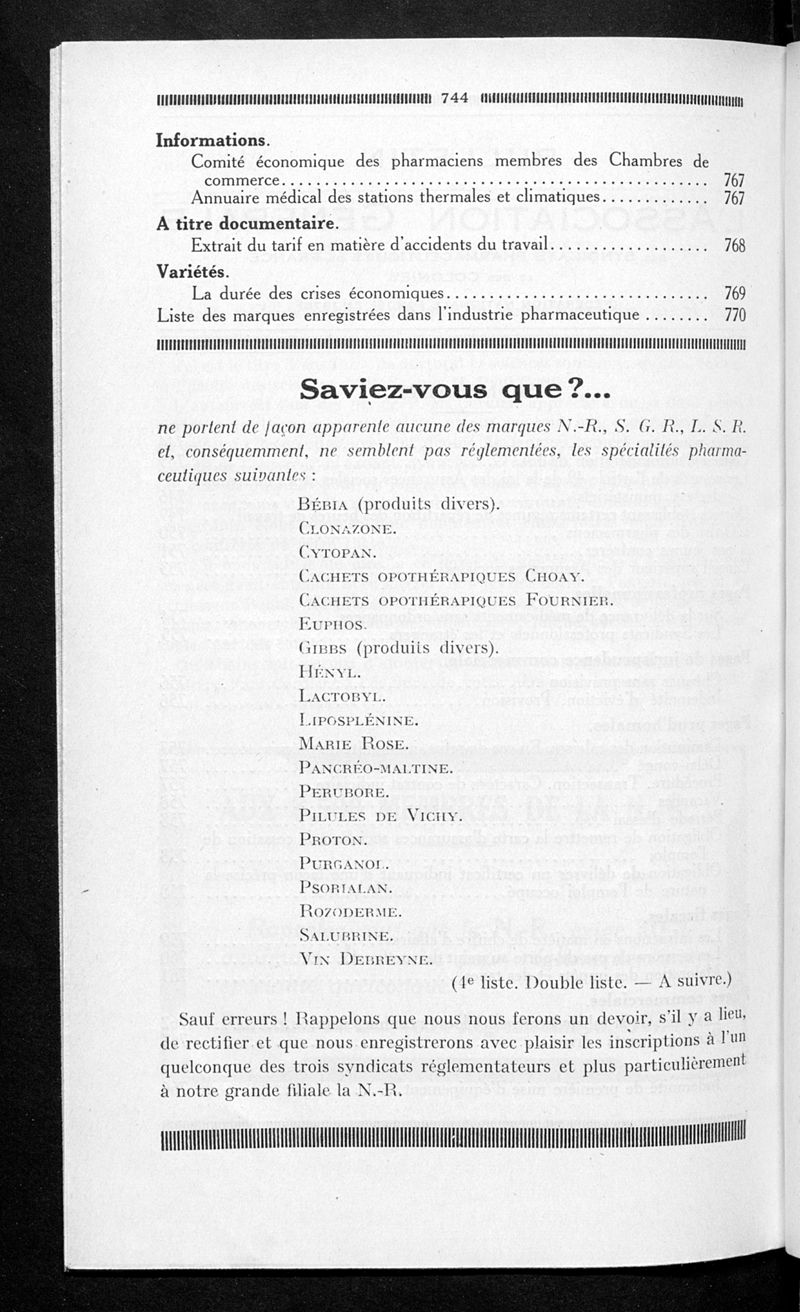 744
Informations.
Comité économique des pharmaciens membres des Chambres de
commerce.................................................. 767
Annuaire médical des stations thermales et climatiques............. 767
A titre documentaire.
Extrait du tarif en matière d'accidents du travail................... 768
Variétés.
La durée des crises économiques............................... 769
Liste des marques enregistrées dans l'industrie pharmaceutique ........ 770
Saviez-vous que?...
ne portent de façon apparente aucune des marques N.-R., S. G. R., L. S. R.
et, conséquemment, ne semblent pas réglementées, les spécialités pharma-
ceutiques suivantes :
BÉBIA (produits divers).
CLONAZONE.
CYTOPAN.
CACHETS OPOTHÉRAPIQUES CHOAY.
CACHETS OPOTHÉRAPIQUES FOURNIER.
EUPHOS.
GIBBS (produits divers).
HÉNYL.
LACTOBYL.
LIPOSPLÉNINE.
MARIE ROSE.
PANCRÉO-MALTINE.
PERUBORE.
PILULES DE VICHY.
PROTON.
PURGANOL.
PSORIALAN.
ROZODERME.
SALUBRINE.
VIN DEBREYNE.
(4e liste. Double liste. — A suivre.)
Sauf erreurs ! Rappelons que nous nous ferons un devoir, s'il y a lieu,
de rectifier et que nous enregistrerons avec plaisir les inscriptions à l'un
quelconque des trois syndicats réglementateurs et plus particulièrement
à notre grande filiale la N.-R.